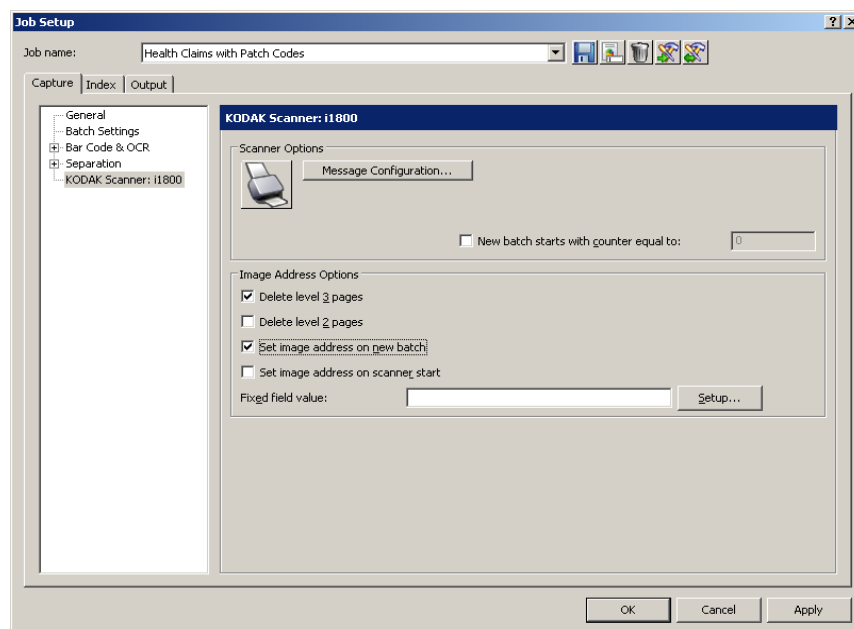 Job Setup
Job name: Health Claims with Patch Codes
Capture Index Output
General
Batch Settings
Bar Code & OCR
Separation
KODAK Scanner: i1800
KODAK Scanner: i1800
Scanner Options
Message Configuration...
New batch starts with counter equal to: 0
Image Address Options
Delete level 3 pages
Delete level 2 pages
Set image address on new batch
Set image address on scanner start
Fixed field value: Setup...
OK Cancel Apply